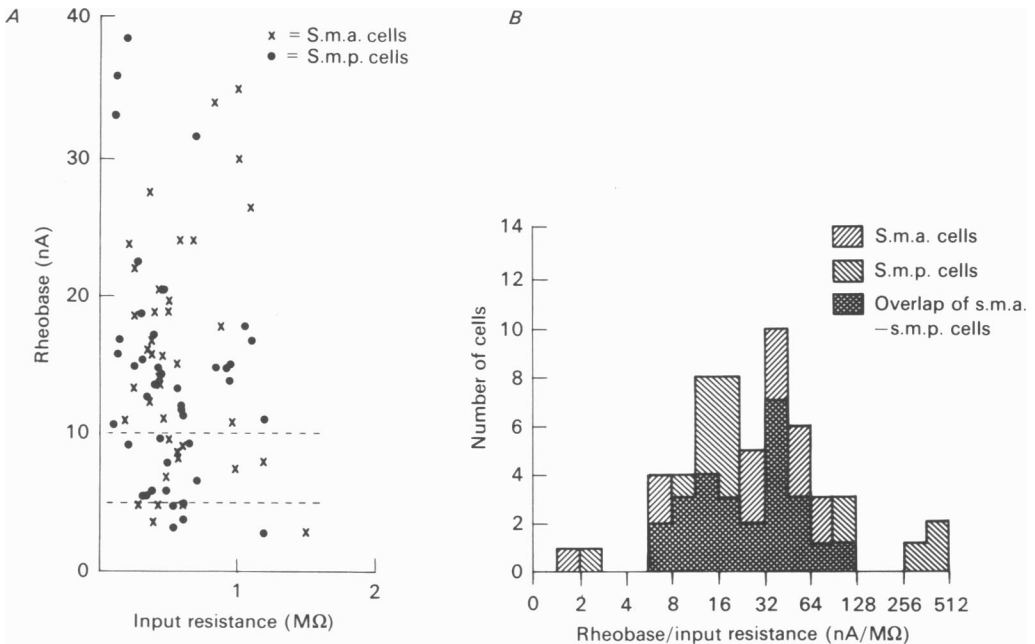 A
40
30
20
10
0
Rheobase (nA)
1
2
Input resistance (MΩ)
x = S.m.a. cells
• = S.m.p. cells
B
14
12
10
8
6
4
2
0
Number of cells
S.m.a. cells
S.m.p. cells
Overlap of s.m.a.
—s.m.p. cells
0 2 4 8 16 32 64 128 256 512
Rheobase/input resistance (nA/MΩ)